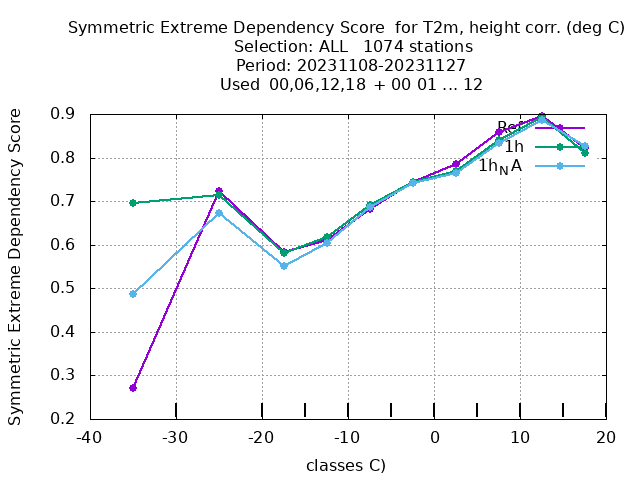 Symmetric Extreme Dependency Score  for T2m, height corr. (deg C)
Selection: ALL   1074 stations
Period: 20231108-20231127
Used  00,06,12,18  + 00 01 ... 12
Symmetric Extreme Dependency Score
0.9
0.8
0.7
0.6
0.5
0.4
0.3
0.2
1h
1h_N A
-40 -30 -20 -10 0 10 20
classes C)